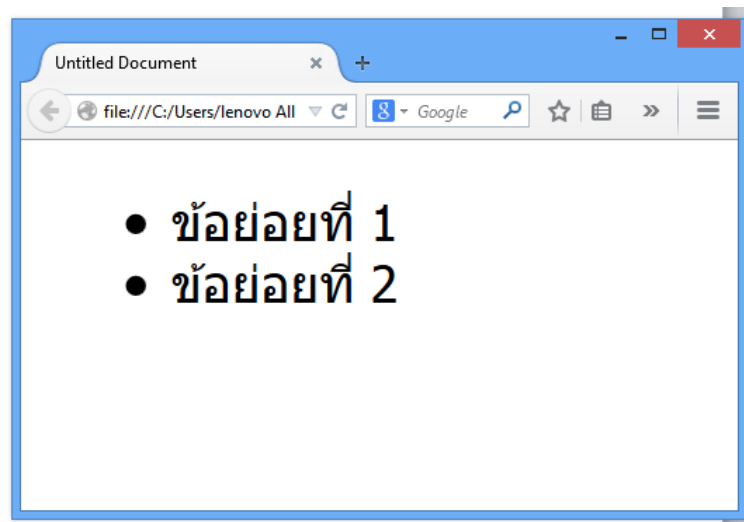 Untitled Document
file:///C:/Users/lenovo All
8 Google
ข้อย่อยที่ 1
ข้อย่อยที่ 2